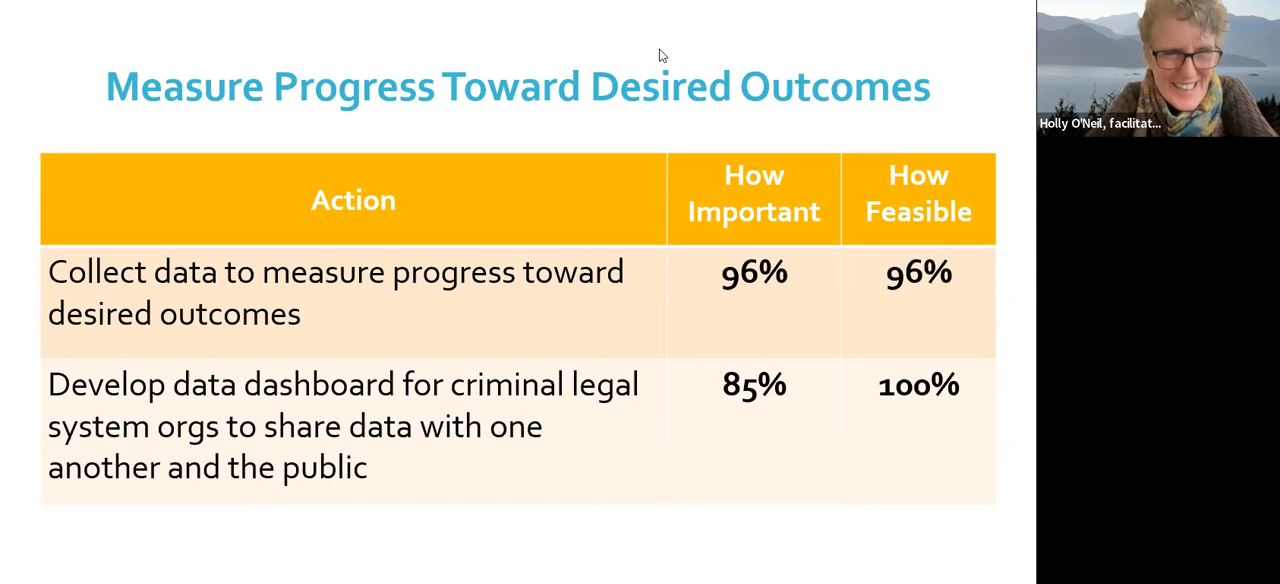 Measure Progress Toward Desired Outcomes
Action
How
Important
How
Feasible
Collect data to measure progress toward
desired outcomes
96%
96%
Develop data dashboard for criminal legal
system orgs to share data with one
another and the public
85%
100%
Holly O'Neil, facilitat...